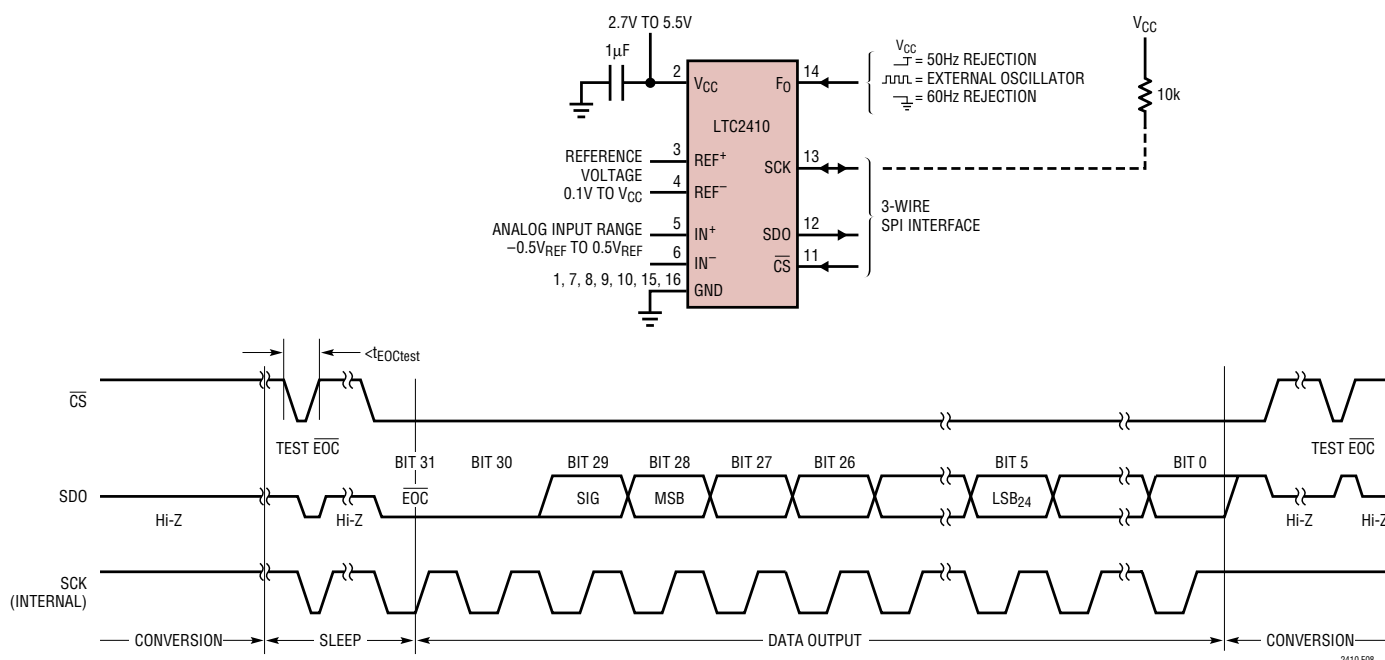 2.7V TO 5.5V
VCC
1µF
VCC
= 50Hz REJECTION
= EXTERNAL OSCILLATOR
= 60Hz REJECTION
2
14
VCC
FO
10k
LTC2410
REFERENCE
VOLTAGE
0.1V TO VCC
3
REF+
13
SCK
4
REF–
3-WIRE
SPI INTERFACE
ANALOG INPUT RANGE
–0.5VREF TO 0.5VREF
5
IN+
12
SDO
6
IN–
11
CS
1, 7, 8, 9, 10, 15, 16
GND
<tEOCtest
CS
TEST EOC
TEST EOC
BIT 31 BIT 30 BIT 29 BIT 28 BIT 27 BIT 26 BIT 5 BIT 0
SDO
EOC SIG MSB LSB24
Hi-Z Hi-Z Hi-Z Hi-Z
SCK
(INTERNAL)
CONVERSION SLEEP DATA OUTPUT CONVERSION
2410 F08